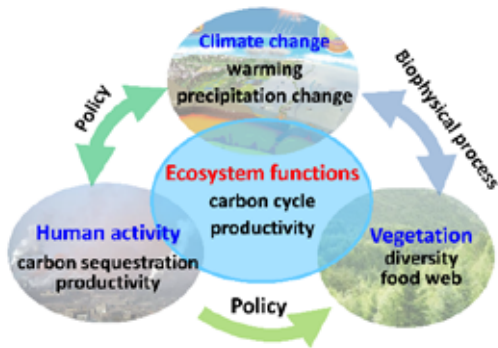 Climate change
warming
precipitation change
Policy
Biophysical process
Ecosystem functions
carbon cycle
productivity
Human activity
carbon sequestration
productivity
Vegetation
diversity
food web
Policy